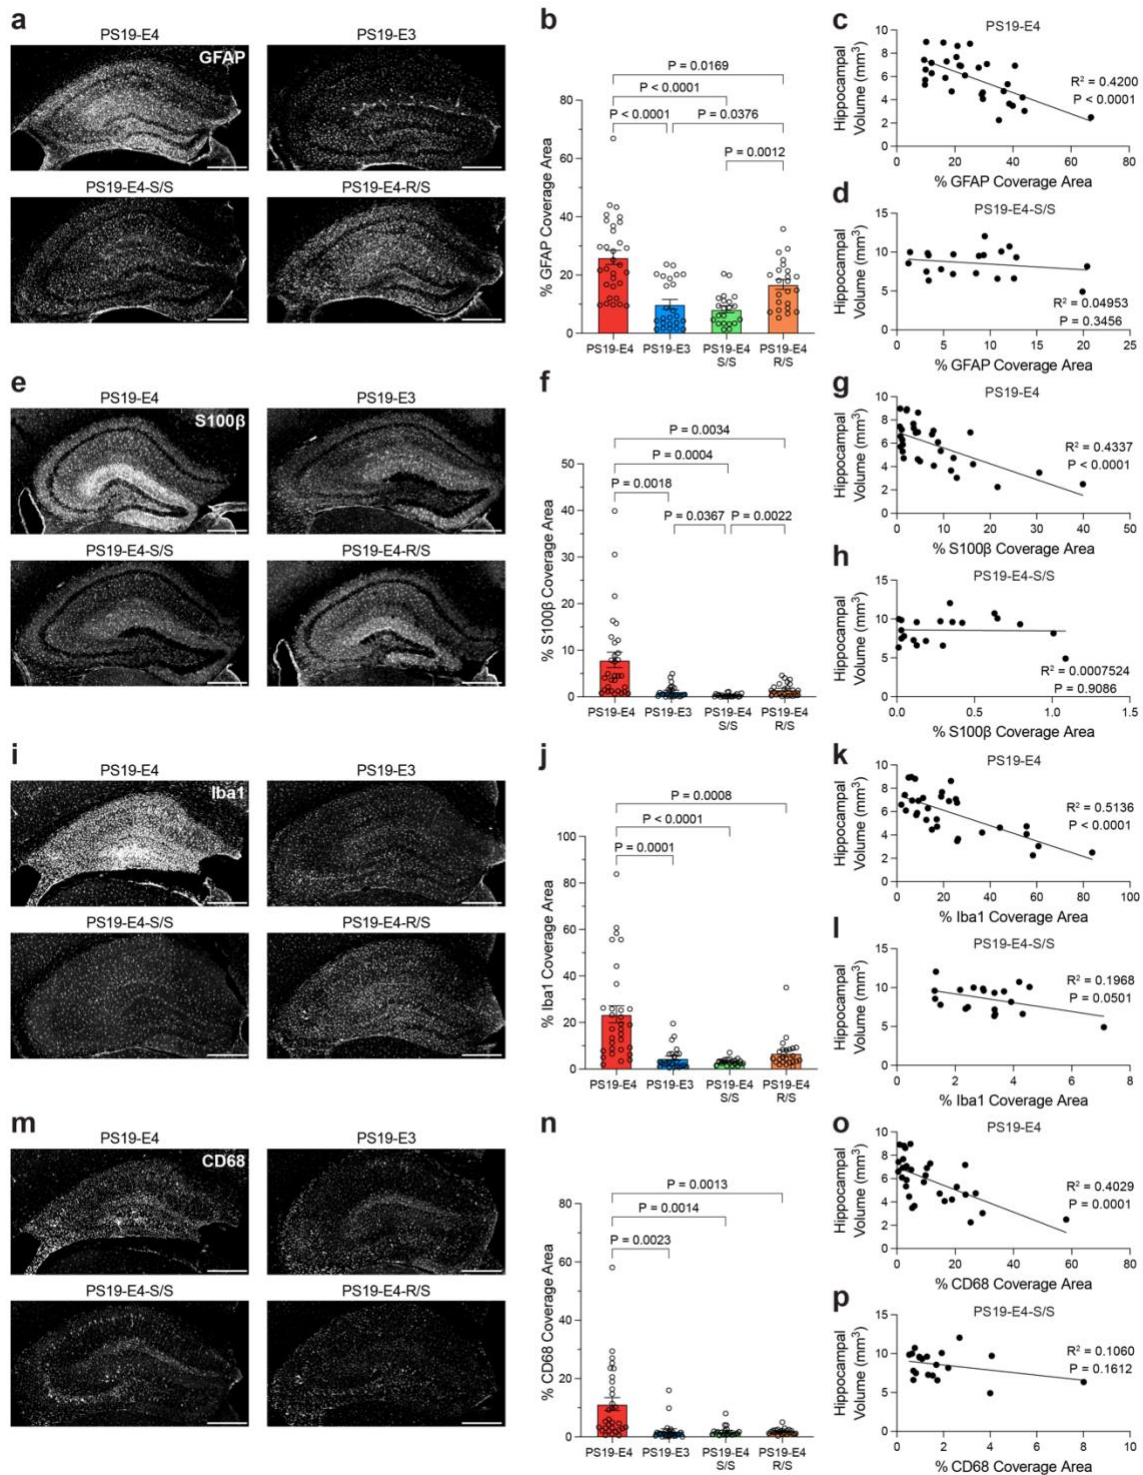 a
PS19-E4
PS19-E3
GFAP
PS19-E4-S/S
PS19-E4-R/S
b
P = 0.0169
P < 0.0001
P < 0.0001
P = 0.0376
P = 0.0012
% GFAP Coverage Area
80
60
40
20
0
PS19-E4
PS19-E3
PS19-E4
S/S
PS19-E4
R/S
c
PS19-E4
Hippocampal
Volume (mm³)
10
8
6
4
2
0
R² = 0.4200
P < 0.0001
0 20 40 60 80
% GFAP Coverage Area
d
PS19-E4-S/S
Hippocampal
Volume (mm³)
15
10
5
0
R² = 0.04953
P = 0.3456
0 5 10 15 20 25
% GFAP Coverage Area
e
PS19-E4
PS19-E3
S100β
PS19-E4-S/S
PS19-E4-R/S
f
P = 0.0034
P = 0.0004
P = 0.0018
P = 0.0367
P = 0.0022
% S100β Coverage Area
50
40
30
20
10
0
PS19-E4
PS19-E3
PS19-E4
S/S
PS19-E4
R/S
g
PS19-E4
Hippocampal
Volume (mm³)
10
8
6
4
2
0
R² = 0.4337
P < 0.0001
0 10 20 30 40 50
% S100β Coverage Area
h
PS19-E4-S/S
Hippocampal
Volume (mm³)
15
10
5
R² = 0.0007524
P = 0.9086
0.0 0.5 1.0 1.5
% S100β Coverage Area
i
PS19-E4
PS19-E3
Iba1
PS19-E4-S/S
PS19-E4-R/S
j
P = 0.0008
P < 0.0001
P = 0.0001
% Iba1 Coverage Area
100
80
60
40
20
0
PS19-E4
PS19-E3
PS19-E4
S/S
PS19-E4
R/S
k
PS19-E4
Hippocampal
Volume (mm³)
10
8
6
4
2
0
R² = 0.5136
P < 0.0001
0 20 40 60 80 100
% Iba1 Coverage Area
l
PS19-E4-S/S
Hippocampal
Volume (mm³)
15
10
5
0
R² = 0.1968
P = 0.0501
0 2 4 6 8
% Iba1 Coverage Area
m
PS19-E4
PS19-E3
CD68
PS19-E4-S/S
PS19-E4-R/S
n
P = 0.0013
P = 0.0014
P = 0.0023
% CD68 Coverage Area
80
60
40
20
0
PS19-E4
PS19-E3
PS19-E4
S/S
PS19-E4
R/S
o
PS19-E4
Hippocampal
Volume (mm³)
10
8
6
4
2
0
R² = 0.4029
P = 0.0001
0 20 40 60 80
% CD68 Coverage Area
p
PS19-E4-S/S
Hippocampal
Volume (mm³)
15
10
5
0
R² = 0.1060
P = 0.1612
0 2 4 6 8 10
% CD68 Coverage Area